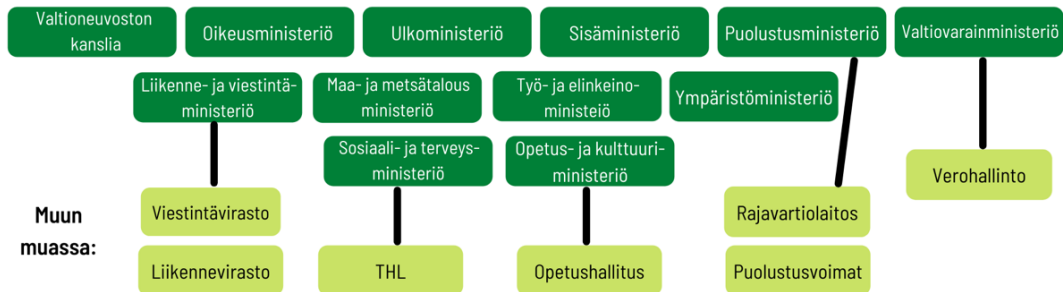 Valtioneuvoston
kanslia
Oikeusministeriö
Ulkoministeriö
Sisäministeriö
Puolustusministeriö
Valtiovarainministeriö
Liikenne- ja viestintä-
ministeriö
Maa- ja metsätalous
ministeriö
Työ- ja elinkeino-
ministeiö
Ympäristöministeriö
Sosiaali- ja terveys-
ministeriö
Opetus- ja kulttuuri-
ministeriö
Verohallinto
Muun
muassa:
Viestintävirasto
Rajavartiolaitos
Liikennevirasto
THL
Opetushallitus
Puolustusvoimat